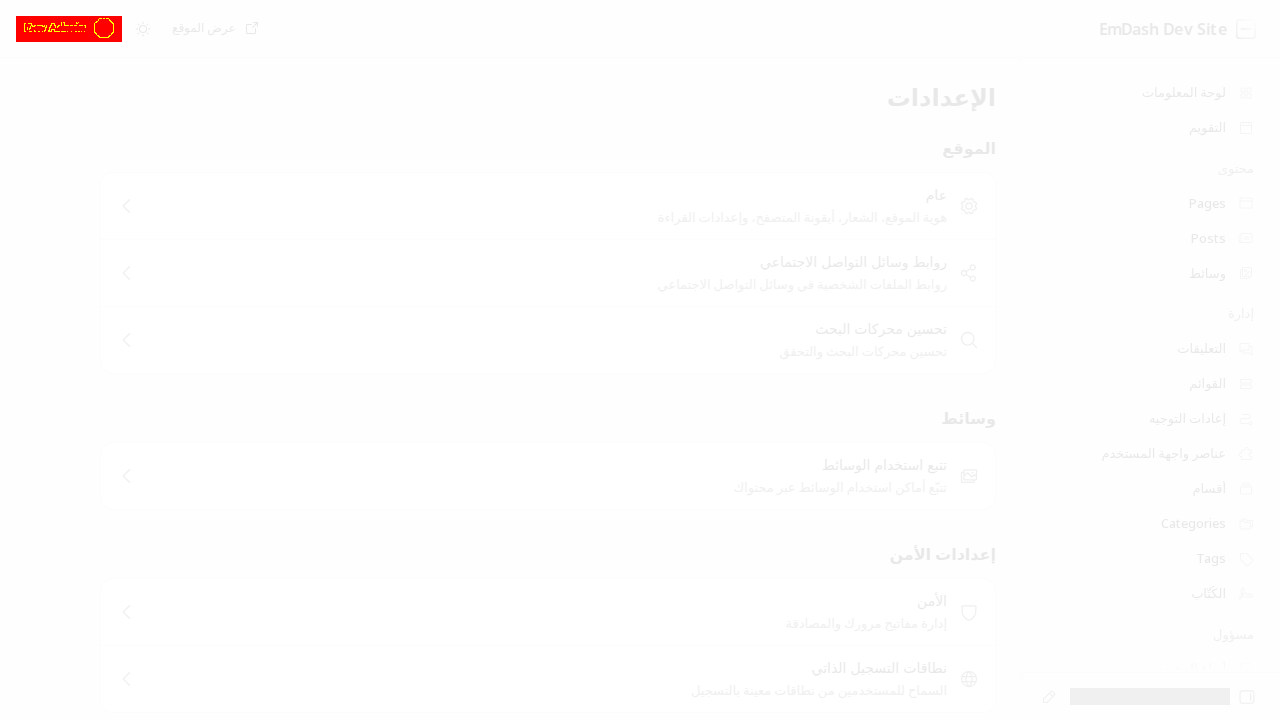 EmDash Dev Site
عرض الموقع
Dev Admin
لوحة المعلومات
التقويم
محتوى
Pages
Posts
وسائط
إدارة
التعليقات
القوائم
إعادات التوجيه
عناصر واجهة المستخدم
أقسام
Categories
Tags
الكُتّاب
مسؤول
الإعدادات
الموقع
عام
هوية الموقع، الشعار، أيقونة المتصفح، وإعدادات القراءة
روابط وسائل التواصل الاجتماعي
روابط الملفات الشخصية في وسائل التواصل الاجتماعي
تحسين محركات البحث
تحسين محركات البحث والتحقق
وسائط
تتبع استخدام الوسائط
تتبّع أماكن استخدام الوسائط عبر محتواك
إعدادات الأمن
الأمن
إدارة مفاتيح مرورك والمصادقة
نطاقات التسجيل الذاتي
السماح للمستخدمين من نطاقات معينة بالتسجيل